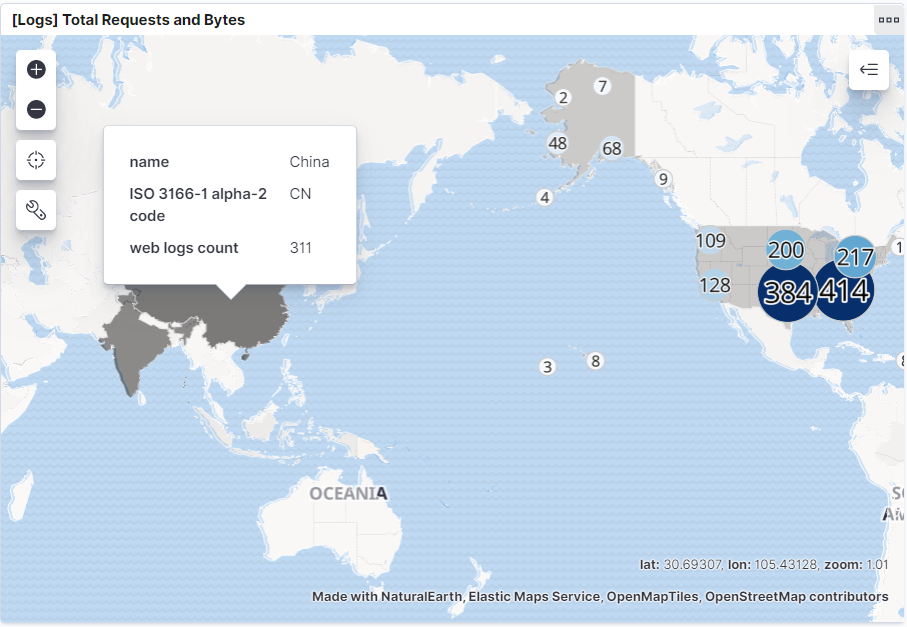 [Logs] Total Requests and Bytes
name China
ISO 3166-1 alpha-2 CN
code
web logs count 311
7
2
48
68
9
4
109
200
217
1
128
384
414
3
8
8
OCEANIA
lat: 30.69307, lon: 105.43128, zoom: 1.01
Made with NaturalEarth, Elastic Maps Service, OpenMapTiles, OpenStreetMap contributors